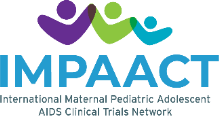 IMPAACT
International Maternal Pediatric Adolescent
AIDS Clinical Trials Network